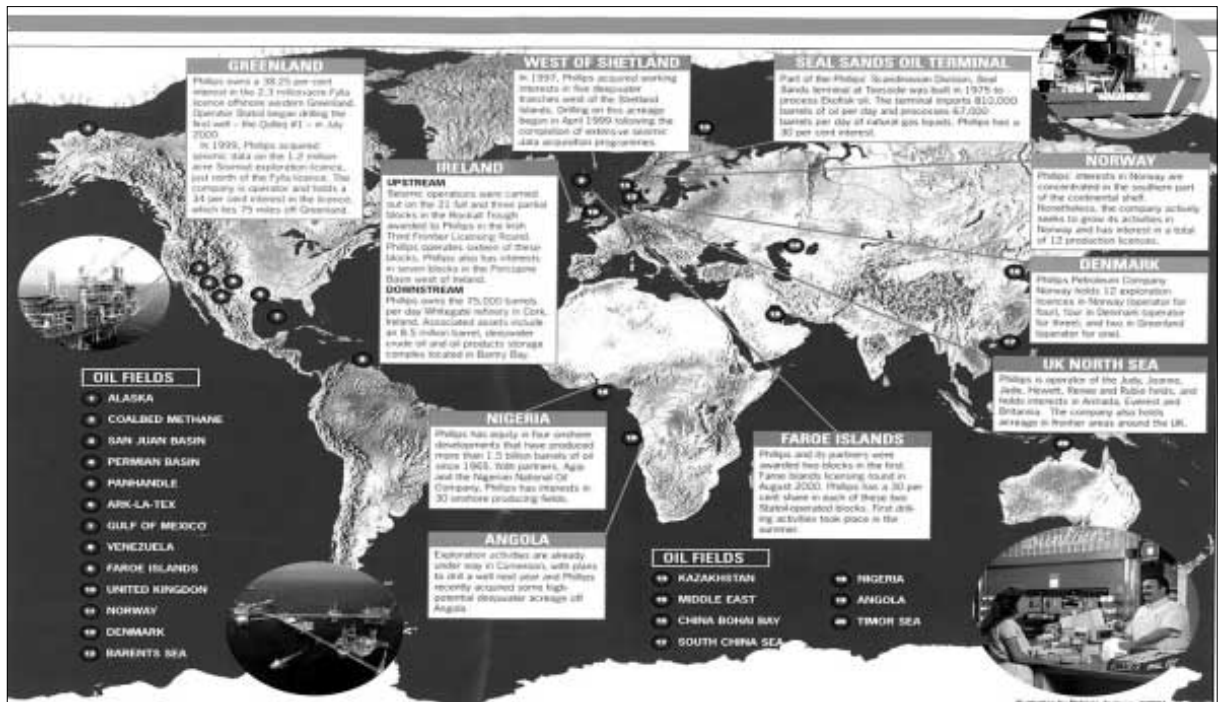 GREENLAND
Phillips owns a 38.25 per cent
interest in the 2.3 million-acre Fylla
licence offshore western Greenland.
Operator Statoil began drilling the
first well – the Qulleq #1 – in July
2000.
In 1999, Phillips acquired
seismic data on the 1.2 million-
acre exploration licence,
just north of the Fylla licence. The
company is operator and holds a
34 per cent interest in the licence,
which lies 75 miles off Greenland.
WEST OF SHETLAND
In 1997, Phillips acquired working
interests in five deepwater
tranches west of the Shetland
Islands. Drilling on this acreage
began in April 1999 following the
completion of extensive seismic
data acquisition programmes.
SEAL SANDS OIL TERMINAL
Part of the Phillips' Scandinavian Division, Seal
Sands terminal at Teesside was built in 1975 to
process Ekofisk oil. The terminal imports 810,000
barrels of oil per day and processes 67,000
barrels per day of natural gas liquids. Phillips has a
30 per cent interest.
IRELAND
UPSTREAM
Seismic operations were carried
out on the 21 full and three partial
blocks in the Rockall Trough
awarded to Phillips in the Irish
Third Frontier Licensing Round.
Phillips operates sixteen of these
blocks. Phillips also has interests
in seven blocks in the Porcupine
Basin west of Ireland.
DOWNSTREAM
Phillips owns the 75,000 barrels
per day Whitegate refinery in Cork,
Ireland. Associated assets include
an 8.5 million barrel, deepwater
crude oil and oil products storage
complex located in Bantry Bay.
NORWAY
Phillips' interests in Norway are
concentrated in the southern part
of the continental shelf.
Nonetheless, the company actively
seeks to grow its activities in
Norway and has interest in a total
of 12 production licences.
DENMARK
Phillips Petroleum Company
Norway holds 12 exploration
licences in Norway (operator for
four), four in Denmark (operator
for three), and two in Greenland
(operator for one).
UK NORTH SEA
Phillips is operator of the Judy, Joanne,
Jade, Hewett, Renee and Rubie fields, and
holds interests in Armada, Everest and
Britannia. The company also holds
acreage in frontier areas around the UK.
NIGERIA
Phillips has equity in four onshore
developments that have produced
more than 1.5 billion barrels of oil
since 1965. With partners, Agip
and the Nigerian National Oil
Company, Phillips has interests in
30 onshore producing fields.
FAROE ISLANDS
Phillips and its partners were
awarded two blocks in the first
Faroe Islands licensing round in
August 2000. Phillips has a 30 per
cent share in each of these two
Statoil-operated blocks. First drill-
ing activities took place in the
summer.
ANGOLA
Exploration activities are already
under way in Cameroon, with plans
to drill a well next year and Phillips
recently acquired some high-
potential deepwater acreage off
Angola
OIL FIELDS
ALASKA
COALBED METHANE
SAN JUAN BASIN
PERMIAN BASIN
PANHANDLE
ARK-LA-TEX
GULF OF MEXICO
VENEZUELA
FAROE ISLANDS
UNITED KINGDON
NORWAY
DENMARK
BARENTS SEA
OIL FIELDS
KAZAKHSTAN
MIDDLE EAST
CHINA BOHAI BAY
SOUTH CHINA SEA
NIGERIA
ANGOLA
TIMOR SEA